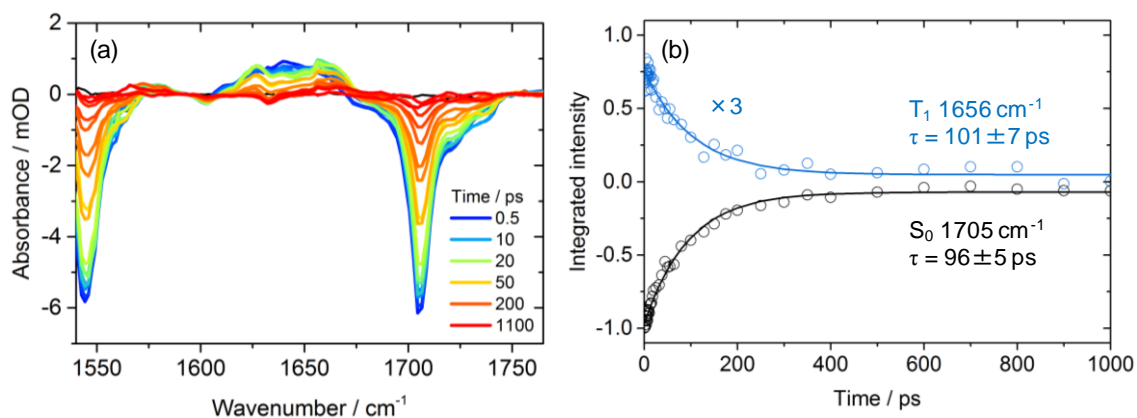 (a)
Absorbance / mOD
2
0
-2
-4
-6
1550
1600
1650
1700
1750
Wavenumber / cm⁻¹
Time / ps
0.5
10
20
50
200
1100
(b)
Integrated intensity
1.0
0.5
0.0
-0.5
-1.0
0
200
400
600
800
1000
Time / ps
×3
T₁ 1656 cm⁻¹
τ = 101±7 ps
S₀ 1705 cm⁻¹
τ = 96±5 ps